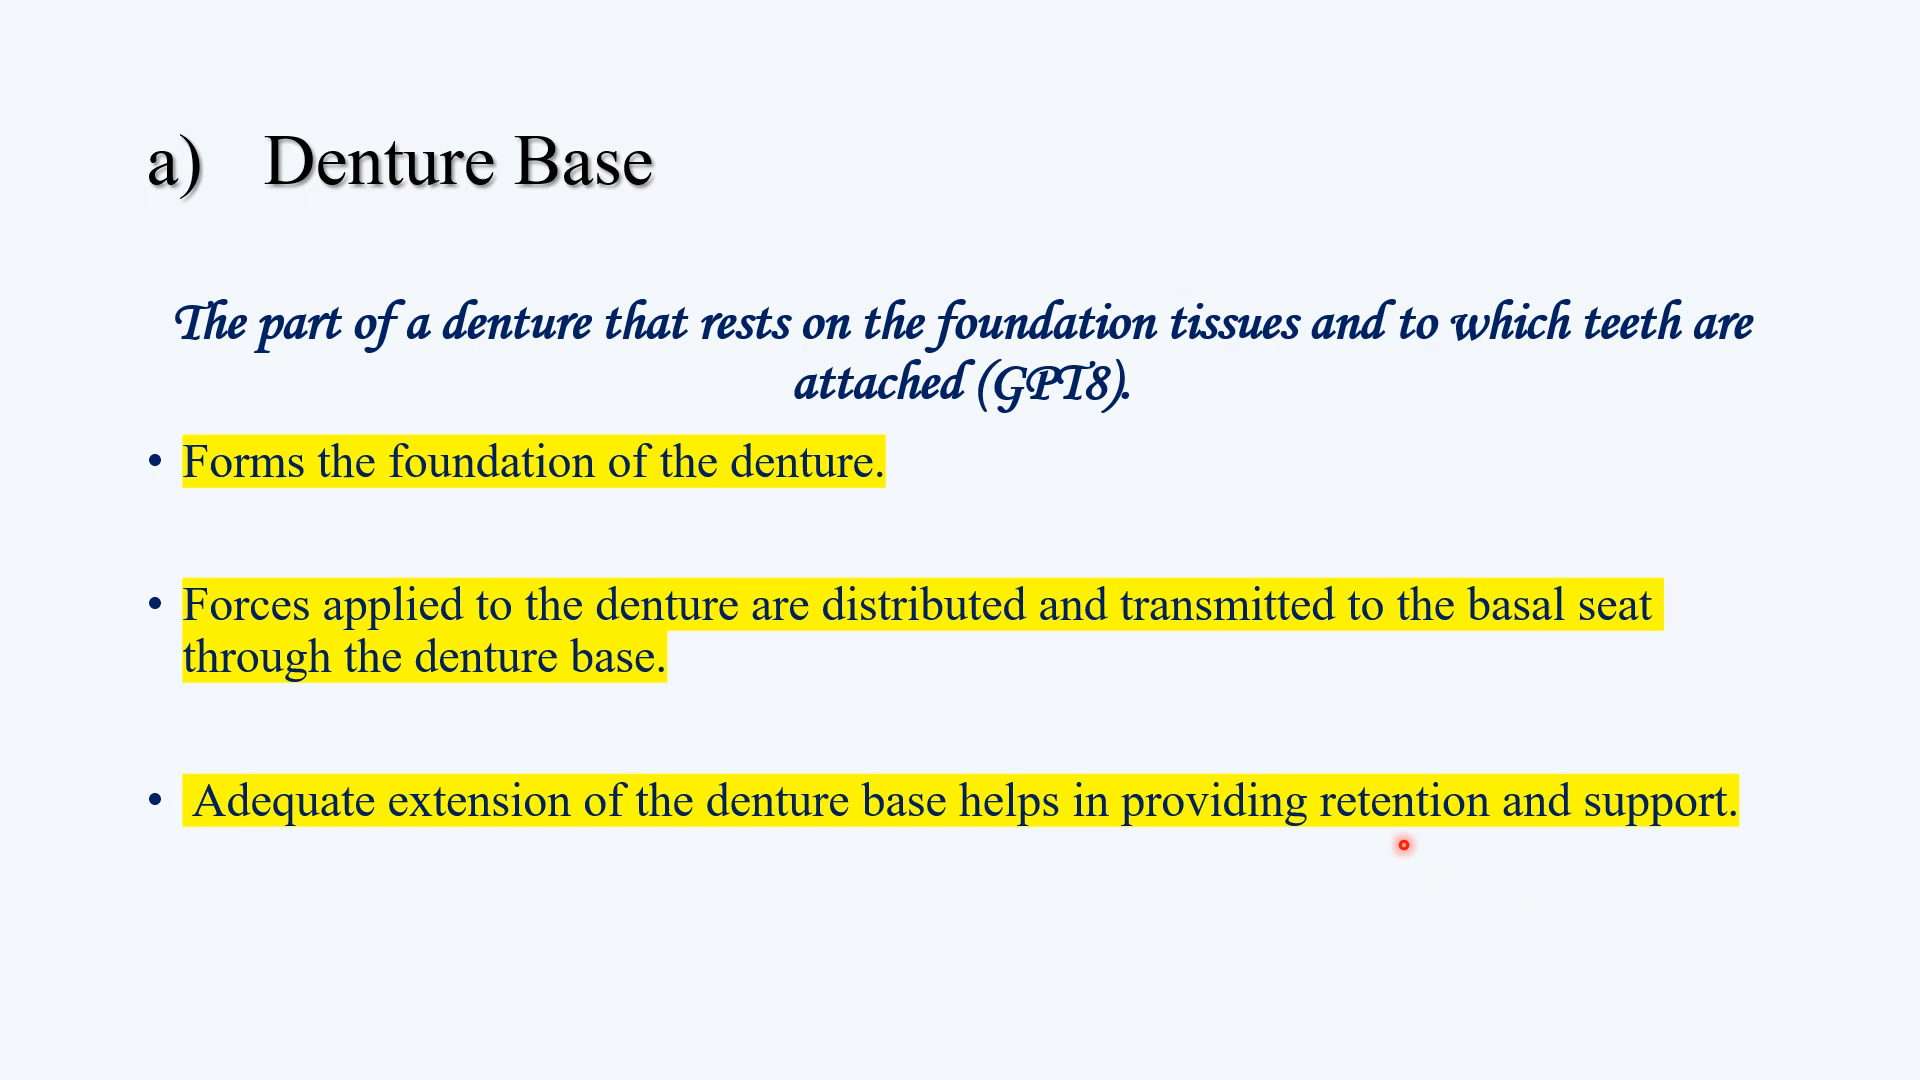 a) Denture Base
The part of a denture that rests on the foundation tissues and to which teeth are
attached (GPT8).
• Forms the foundation of the denture.
• Forces applied to the denture are distributed and transmitted to the basal seat
through the denture base.
• Adequate extension of the denture base helps in providing retention and support.